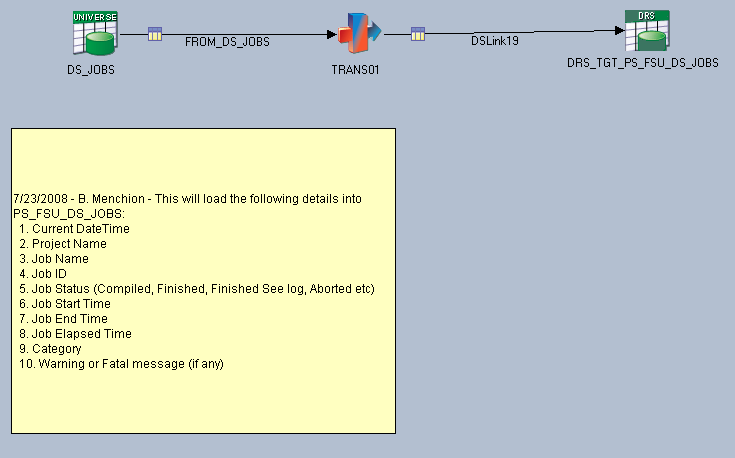 UNIVERSE
DRS
FROM_DS_JOBS
DSLink19
DS_JOBS
TRANS01
DRS_TGT_PS_FSU_DS_JOBS
7/23/2008 - B. Menchion - This will load the following details into
PS_FSU_DS_JOBS:
1. Current DateTime
2. Project Name
3. Job Name
4. Job ID
5. Job Status (Compiled, Finished, Finished See log, Aborted etc)
6. Job Start Time
7. Job End Time
8. Job Elapsed Time
9. Category
10. Warning or Fatal message (if any)